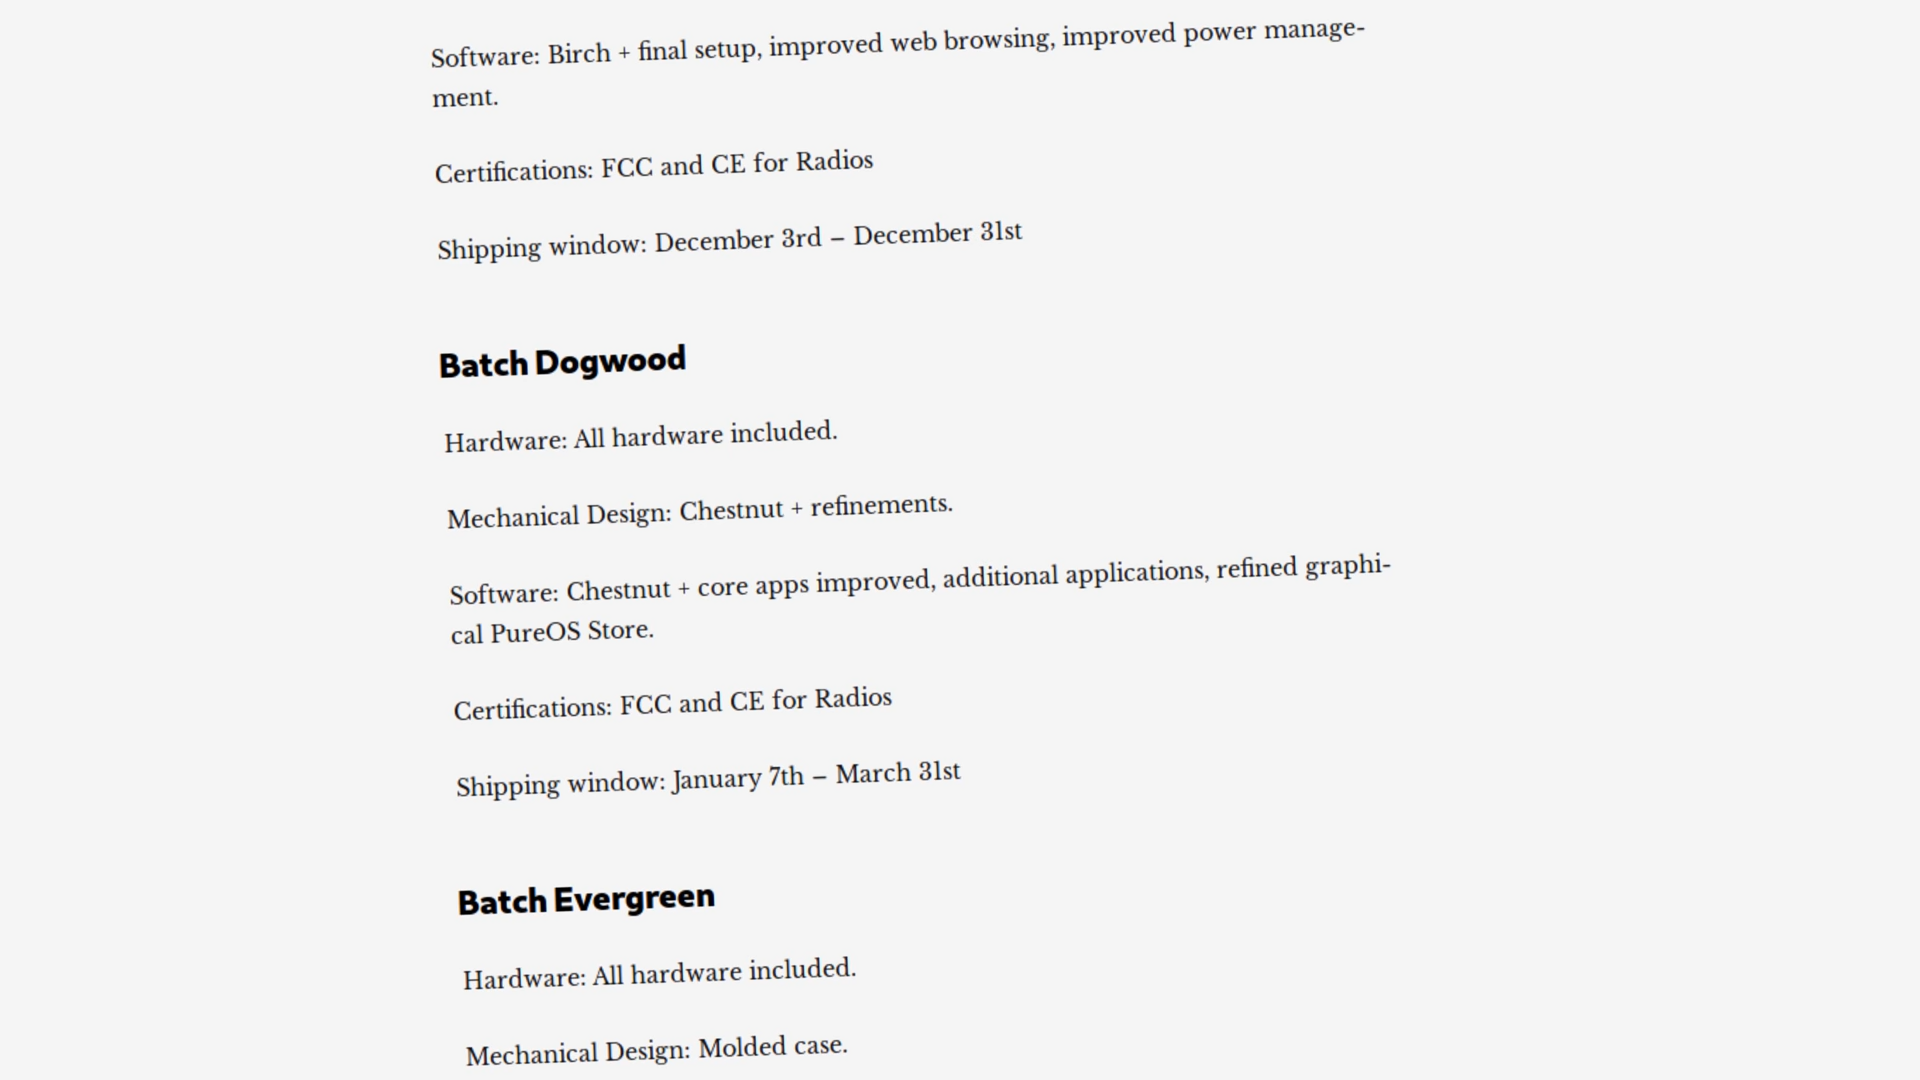 Software: Birch + final setup, improved web browsing, improved power manage-
ment.
Certifications: FCC and CE for Radios
Shipping window: December 3rd – December 31st
Batch Dogwood
Hardware: All hardware included.
Mechanical Design: Chestnut + refinements.
Software: Chestnut + core apps improved, additional applications, refined graphi-
cal PureOS Store.
Certifications: FCC and CE for Radios
Shipping window: January 7th – March 31st
Batch Evergreen
Hardware: All hardware included.
Mechanical Design: Molded case.